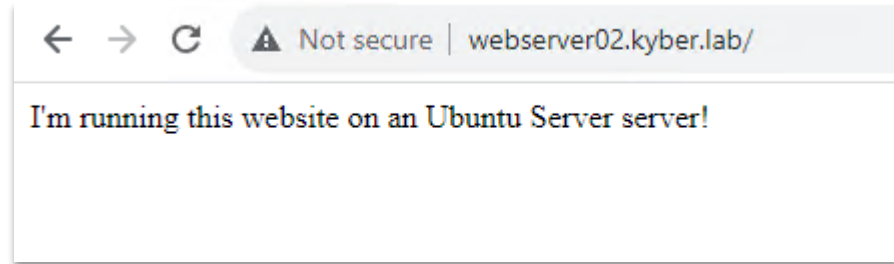 Not secure | webserver02.kyber.lab/
I'm running this website on an Ubuntu Server server!